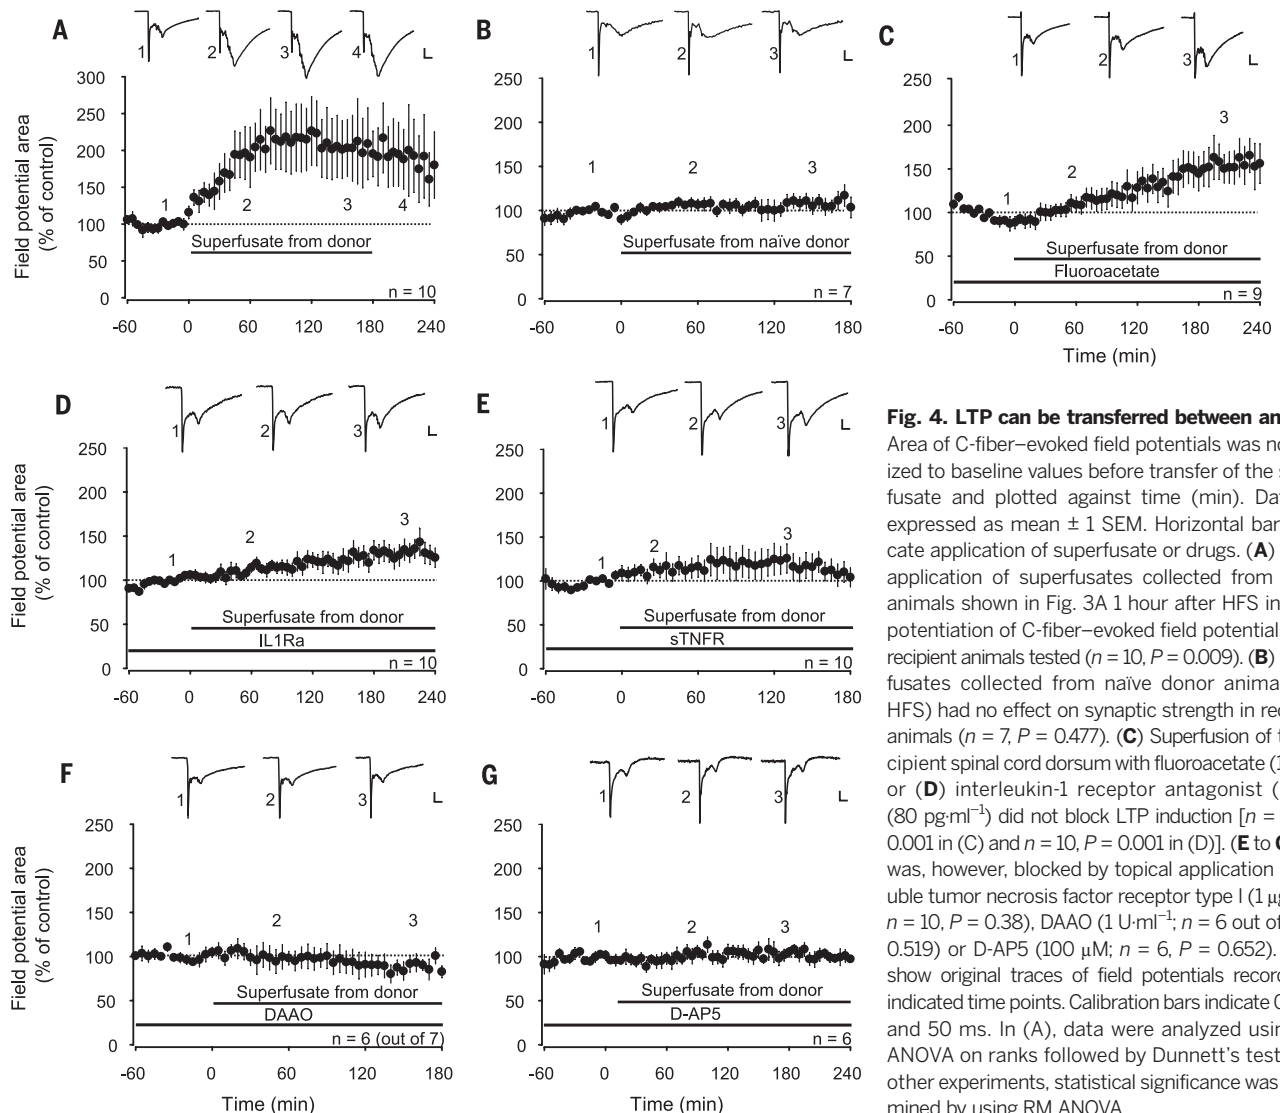 A
1
2
3
4
300
250
200
150
100
50
0
Field potential area
(% of control)
1
2
3
4
Superfusate from donor
n = 10
-60
0
60
120
180
240
B
1
2
3
250
200
150
100
50
0
1
2
3
Superfusate from naïve donor
n = 7
-60
0
60
120
180
C
1
2
3
250
200
150
100
50
0
1
2
3
Superfusate from donor
Fluoroacetate
n = 9
-60
0
60
120
180
240
Time (min)
D
1
2
3
250
200
150
100
50
0
Field potential area
(% of control)
1
2
3
Superfusate from donor
IL1Ra
n = 10
-60
0
60
120
180
240
E
1
2
3
250
200
150
100
50
0
1
2
3
Superfusate from donor
sTNFR
n = 10
-60
0
60
120
180
F
1
2
3
250
200
150
100
50
0
Field potential area
(% of control)
1
2
3
Superfusate from donor
DAAO
n = 6 (out of 7)
-60
0
60
120
180
Time (min)
G
1
2
3
250
200
150
100
50
0
1
2
3
Superfusate from donor
D-AP5
n = 6
-60
0
60
120
180
240
Time (min)
Fig. 4. LTP can be transferred between an
Area of C-fiber–evoked field potentials was no
ized to baseline values before transfer of the s
fusate and plotted against time (min). Dat
expressed as mean ± 1 SEM. Horizontal bar
cate application of superfusate or drugs. (A)
application of superfusates collected from
animals shown in Fig. 3A 1 hour after HFS in
potentiation of C-fiber–evoked field potential
recipient animals tested (n = 10, P = 0.009). (B)
fusates collected from naïve donor anima
HFS) had no effect on synaptic strength in rec
animals (n = 7, P = 0.477). (C) Superfusion of t
cipient spinal cord dorsum with fluoroacetate (1
or (D) interleukin-1 receptor antagonist (
(80 pg·ml⁻¹) did not block LTP induction [n =
0.001 in (C) and n = 10, P = 0.001 in (D)]. (E to G
was, however, blocked by topical application
uble tumor necrosis factor receptor type I (1 μg
n = 10, P = 0.38), DAAO (1 U·ml⁻¹; n = 6 out of
0.519) or D-AP5 (100 μM; n = 6, P = 0.652).
show original traces of field potentials recor
indicated time points. Calibration bars indicate 0
and 50 ms. In (A), data were analyzed usin
ANOVA on ranks followed by Dunnett's test
other experiments, statistical significance was
mined by using RM ANOVA.